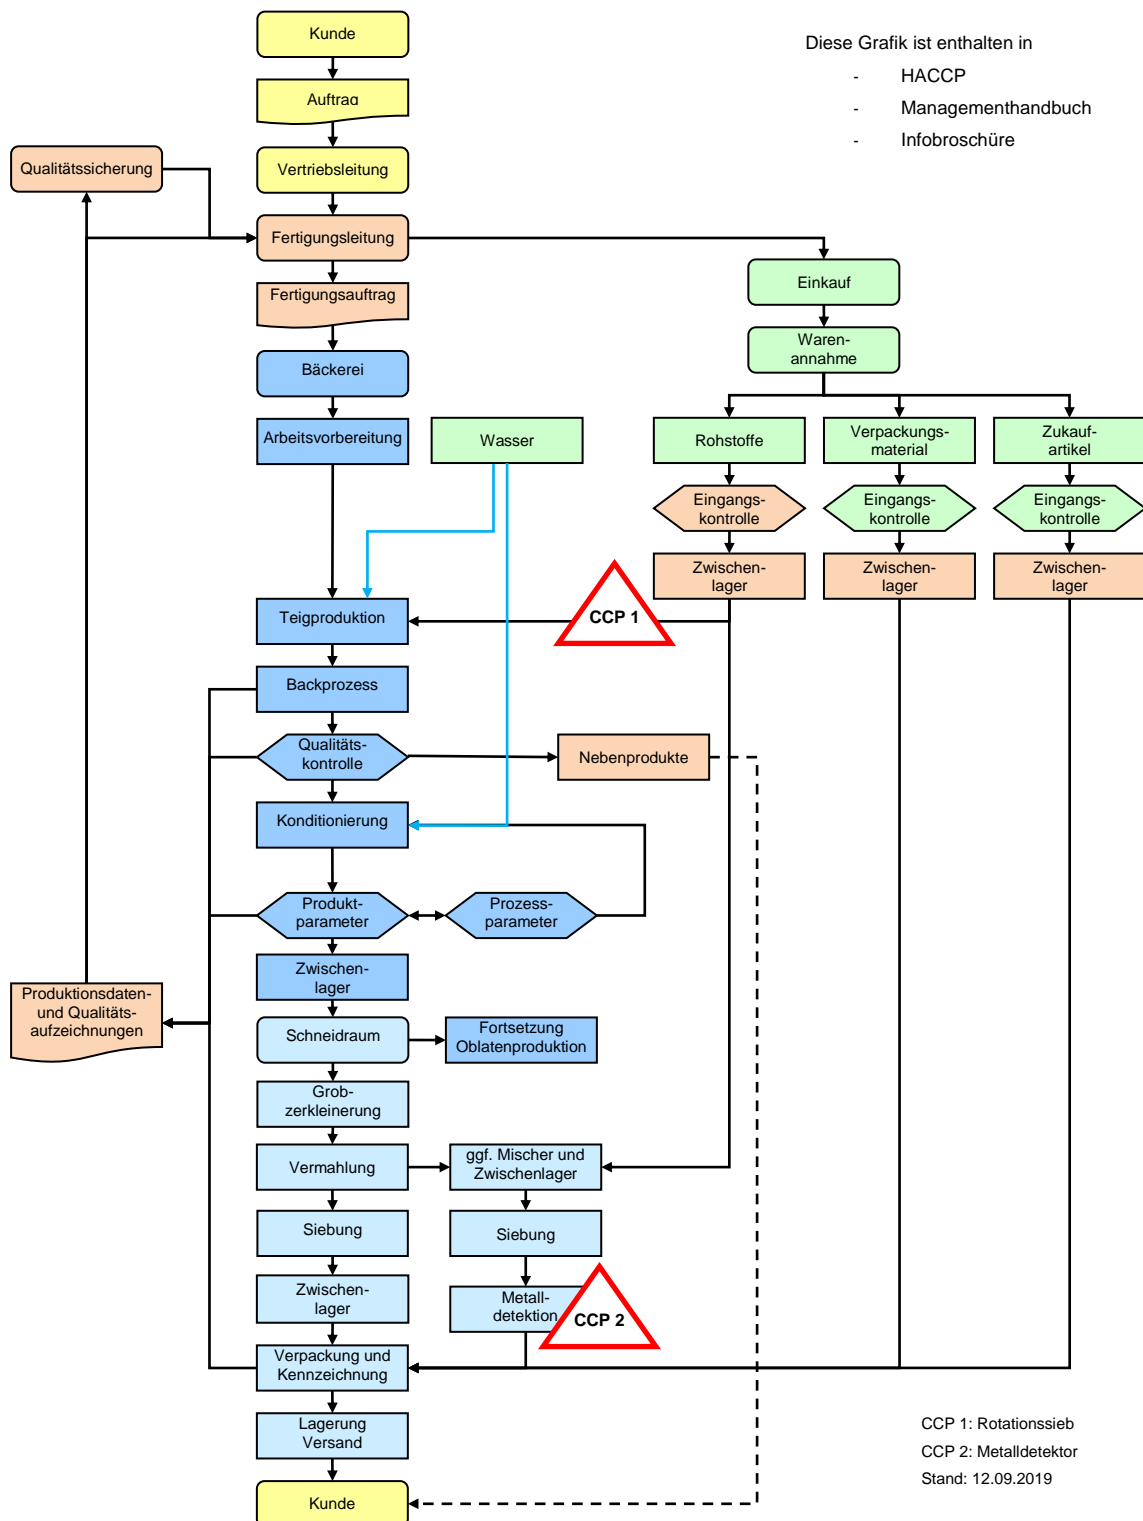 Kunde
Diese Grafik ist enthalten in
- HACCP
- Managementhandbuch
- Infobroschüre
Auftrag
Qualitätssicherung
Vertriebsleitung
Fertigungsleitung
Einkauf
Fertigungsauftrag
Waren-
annahme
Bäckerei
Arbeitsvorbereitung
Wasser
Rohstoffe
Verpackungs-
material
Zukauf-
artikel
Eingangs-
kontrolle
Eingangs-
kontrolle
Eingangs-
kontrolle
Zwischen-
lager
Zwischen-
lager
Zwischen-
lager
Teigproduktion
CCP 1
Backprozess
Qualitäts-
kontrolle
Nebenprodukte
Konditionierung
Produkt-
parameter
Prozess-
parameter
Zwischen-
lager
Produktionsdaten-
und Qualitäts-
aufzeichnungen
Schneidraum
Fortsetzung
Oblatenproduktion
Grob-
zerkleinerung
Vermahlung
ggf. Mischer und
Zwischenlager
Siebung
Siebung
Zwischen-
lager
Metall-
detektion
CCP 2
Verpackung und
Kennzeichnung
Lagerung
Versand
Kunde
CCP 1: Rotationssieb
CCP 2: Metalldetektor
Stand: 12.09.2019